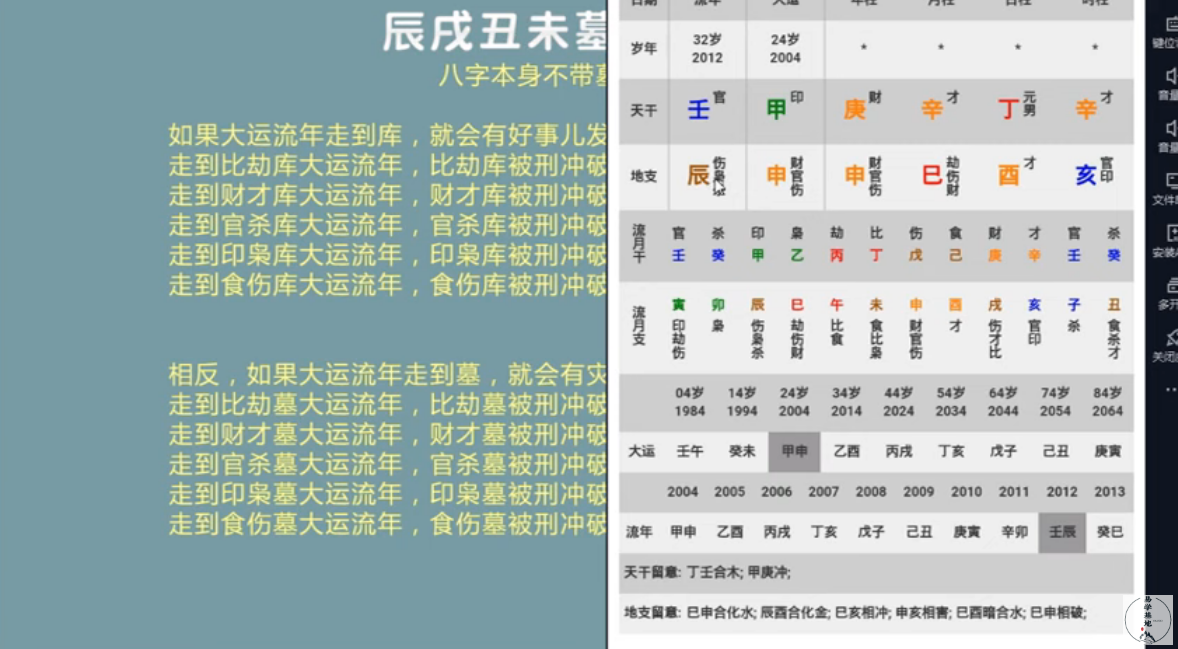 辰戌丑未墓
八字本身不带
如果大运流年走到库，就会有好事儿发
走到比劫库大运流年，比劫库被刑冲破
走到财才库大运流年，财才库被刑冲破
走到官杀库大运流年，官杀库被刑冲破
走到印枭库大运流年，印枭库被刑冲破
走到食伤库大运流年，食伤库被刑冲破
相反，如果大运流年走到墓，就会有灾
走到比劫墓大运流年，比劫墓被刑冲破
走到财才墓大运流年，财才墓被刑冲破
走到官杀墓大运流年，官杀墓被刑冲破
走到印枭墓大运流年，印枭墓被刑冲破
走到食伤墓大运流年，食伤墓被刑冲破
岁年 32岁 24岁 * * * *
2012 2004
天干 壬 官 甲 印 庚 财 辛 才 丁 元男 辛 才
地支 辰 伤枭 申 财官伤 申 财官伤 巳 劫伤财 酉 才 亥 官印
流月干 官 杀 印 枭 劫 比 伤 食 财 才 官 杀
壬 癸 甲 乙 丙 丁 戊 己 庚 辛 壬 癸
流月支 寅 卯 辰 巳 午 未 申 酉 戌 亥 子 丑
印劫伤 枭 伤枭杀 劫伤财 比食 食比枭 财官伤 才 伤才比 官印 杀 食杀才
04岁 14岁 24岁 34岁 44岁 54岁 64岁 74岁 84岁
1984 1994 2004 2014 2024 2034 2044 2054 2064
大运 壬午 癸未 甲申 乙酉 丙戌 丁亥 戊子 己丑 庚寅
2004 2005 2006 2007 2008 2009 2010 2011 2012 2013
流年 甲申 乙酉 丙戌 丁亥 戊子 己丑 庚寅 辛卯 壬辰 癸巳
天干留意: 丁壬合木; 甲庚冲;
地支留意: 巳申合化水; 辰酉合化金; 巳亥相冲; 申亥相害; 巳酉暗合水; 巳申相破;
键位
音量
音量
文件
安装
多开
关闭
易学基地